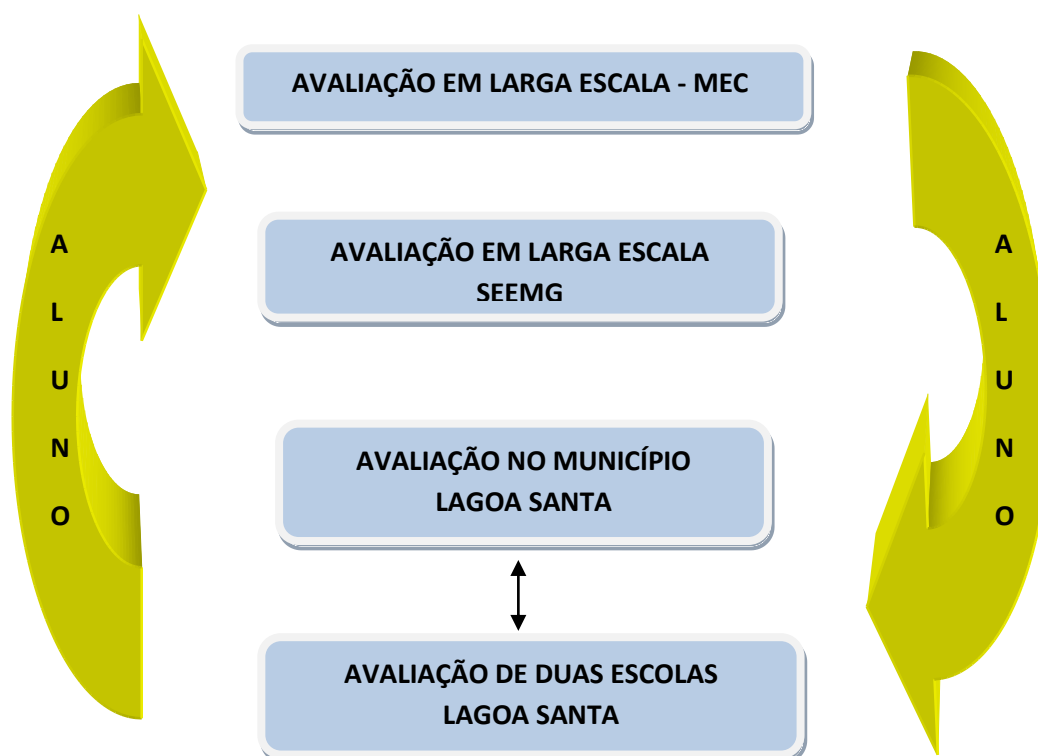 AVALIAÇÃO EM LARGA ESCALA - MEC
AVALIAÇÃO EM LARGA ESCALA
SEEMG
AVALIAÇÃO NO MUNICÍPIO
LAGOA SANTA
AVALIAÇÃO DE DUAS ESCOLAS
LAGOA SANTA
A
L
U
N
O
A
L
U
N
O